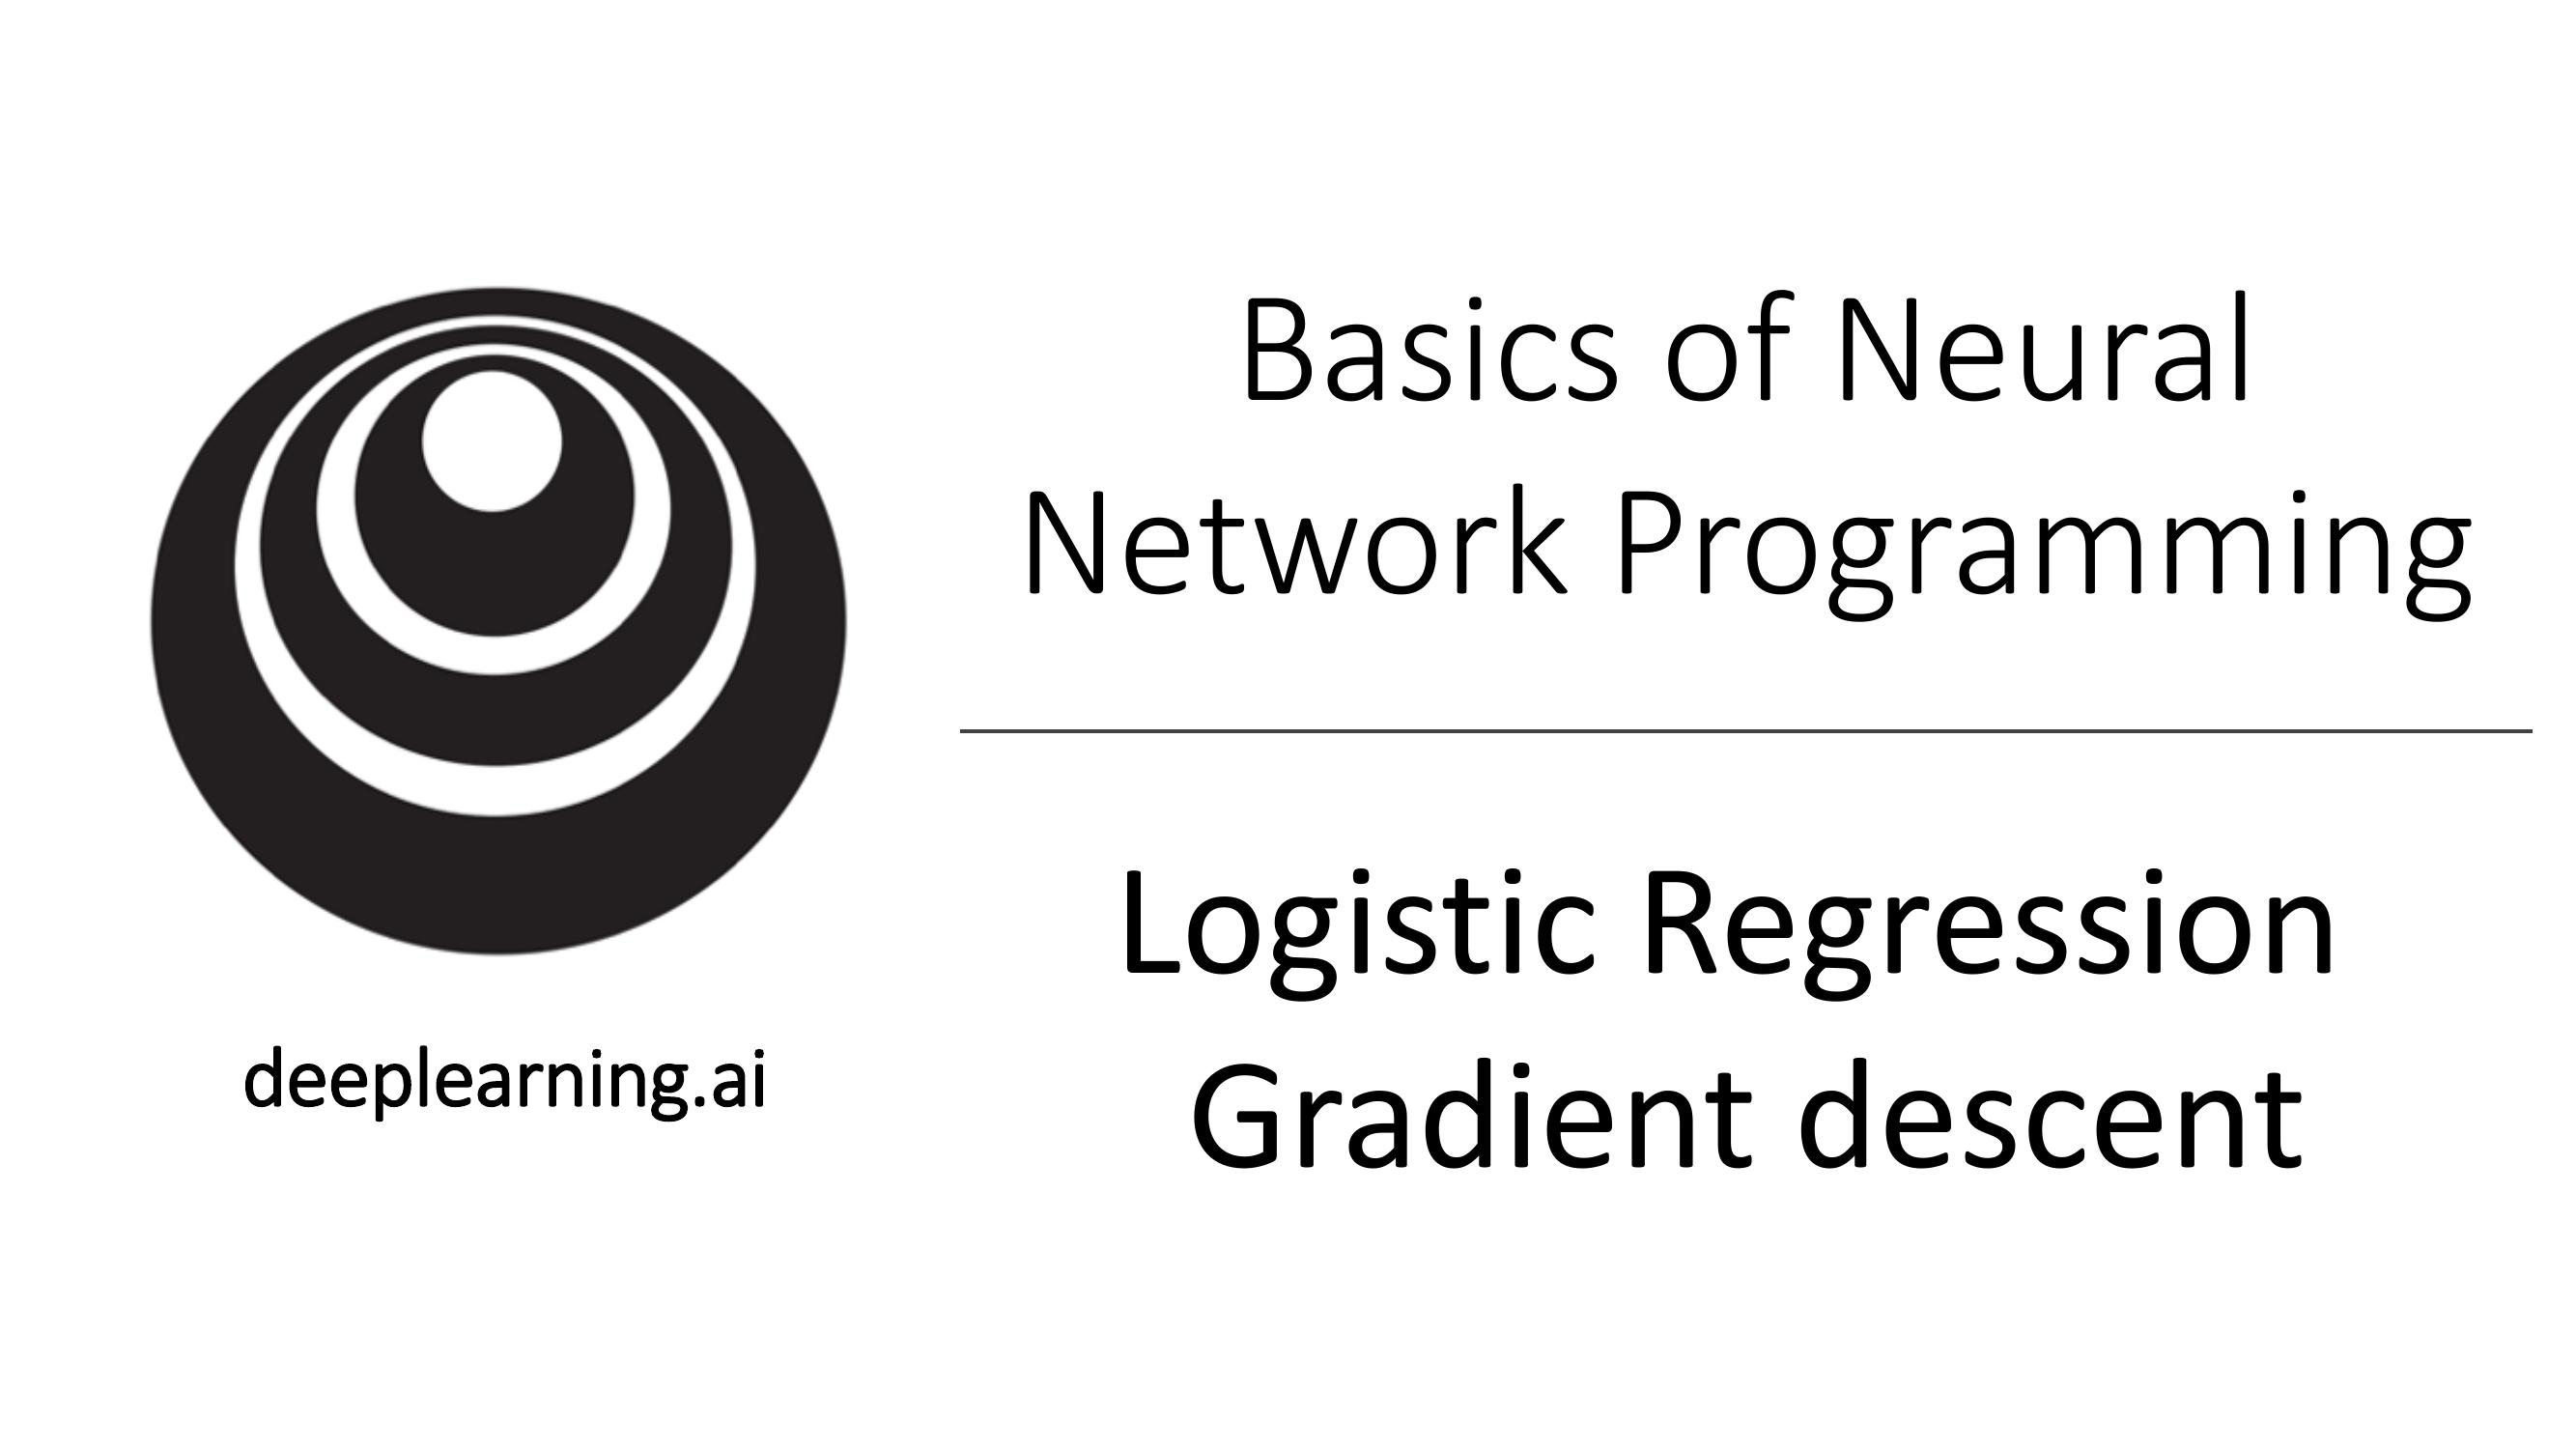 Basics of Neural
Network Programming
Logistic Regression
Gradient descent
deeplearning.ai